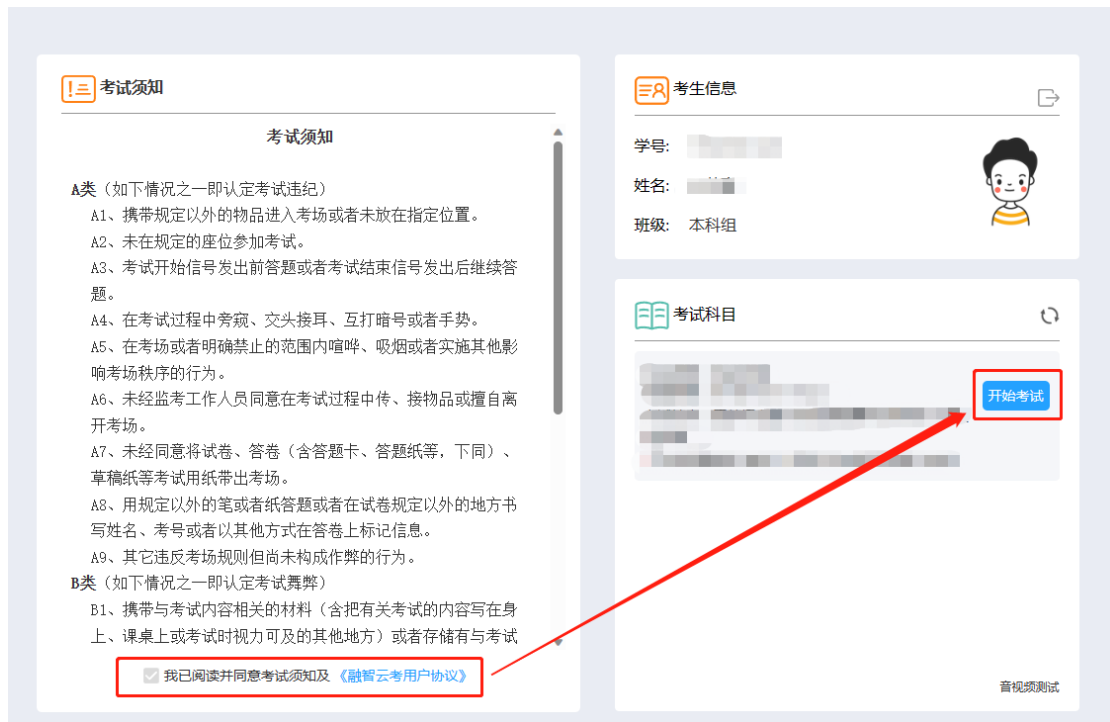 考试须知
考试须知
A类（如下情况之一即认定考试违纪）
A1、携带规定以外的物品进入考场或者未放在指定位置。
A2、未在规定的座位参加考试。
A3、考试开始信号发出前答题或者考试结束信号发出后继续答
题。
A4、在考试过程中旁窥、交头接耳、互打暗号或者手势。
A5、在考场或者明确禁止的范围内喧哗、吸烟或者实施其他影
响考场秩序的行为。
A6、未经监考工作人员同意在考试过程中传、接物品或擅自离
开考场。
A7、未经同意将试卷、答卷（含答题卡、答题纸等，下同）、
草稿纸等考试用纸带出考场。
A8、用规定以外的笔或者纸答题或者在试卷规定以外的地方书
写姓名、考号或者以其他方式在答卷上标记信息。
A9、其它违反考场规则但尚未构成作弊的行为。
B类（如下情况之一即认定考试舞弊）
B1、携带与考试内容相关的材料（含把有关考试的内容写在身
上、课桌上或考试时视力可及的其他地方）或者存储有与考试
我已阅读并同意考试须知及《融智云考用户协议》
考生信息
学号:
姓名:
班级: 本科组
考试科目
开始考试
音视频测试